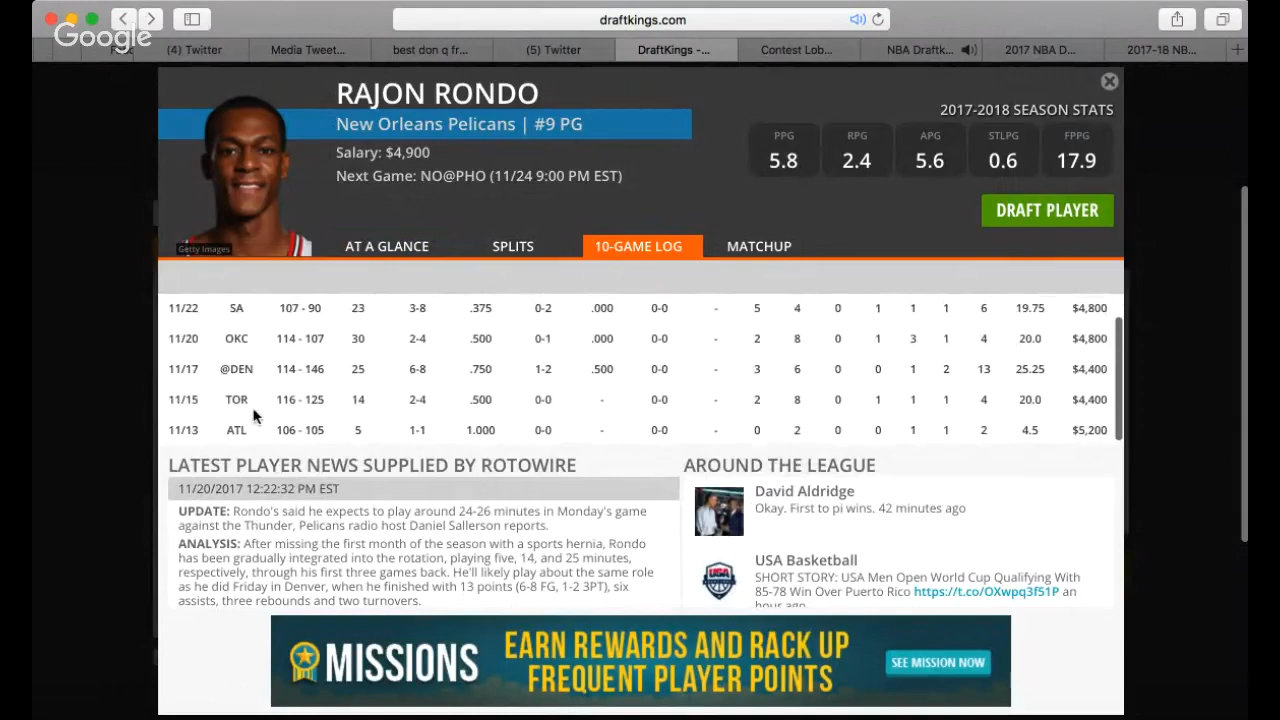 draftkings.com
Google
(4) Twitter
Media Tweet...
best don q fr...
(5) Twitter
DraftKings -...
Contest Lob...
NBA Draftk...
2017 NBA D...
2017-18 NB...
RAJON RONDO
New Orleans Pelicans | #9 PG
Salary: $4,900
Next Game: NO@PHO (11/24 9:00 PM EST)
2017-2018 SEASON STATS
PPG RPG APG STLPG FPPG
5.8 2.4 5.6 0.6 17.9
DRAFT PLAYER
Getty Images
AT A GLANCE SPLITS 10-GAME LOG MATCHUP
11/22 SA 107 - 90 23 3-8 .375 0-2 .000 0-0 - 5 4 0 1 1 1 6 19.75 $4,800
11/20 OKC 114 - 107 30 2-4 .500 0-1 .000 0-0 - 2 8 0 1 3 1 4 20.0 $4,800
11/17 @DEN 114 - 146 25 6-8 .750 1-2 .500 0-0 - 3 6 0 0 1 2 13 25.25 $4,400
11/15 TOR 116 - 125 14 2-4 .500 0-0 - 0-0 - 2 8 0 1 1 1 4 20.0 $4,400
11/13 ATL 106 - 105 5 1-1 1.000 0-0 - 0-0 - 0 2 0 0 1 1 2 4.5 $5,200
LATEST PLAYER NEWS SUPPLIED BY ROTOWIRE
11/20/2017 12:22:32 PM EST
UPDATE: Rondo's said he expects to play around 24-26 minutes in Monday's game
against the Thunder, Pelicans radio host Daniel Sallerson reports.
ANALYSIS: After missing the first month of the season with a sports hernia, Rondo
has been gradually integrated into the rotation, playing five, 14, and 25 minutes,
respectively, through his first three games back. He'll likely play about the same role
as he did Friday in Denver, when he finished with 13 points (6-8 FG, 1-2 3PT), six
assists, three rebounds and two turnovers.
AROUND THE LEAGUE
David Aldridge
Okay. First to pi wins. 42 minutes ago
USA Basketball
SHORT STORY: USA Men Open World Cup Qualifying With
85-78 Win Over Puerto Rico https://t.co/OXwpq3f51P an
hour ago
MISSIONS
EARN REWARDS AND RACK UP
FREQUENT PLAYER POINTS
SEE MISSION NOW